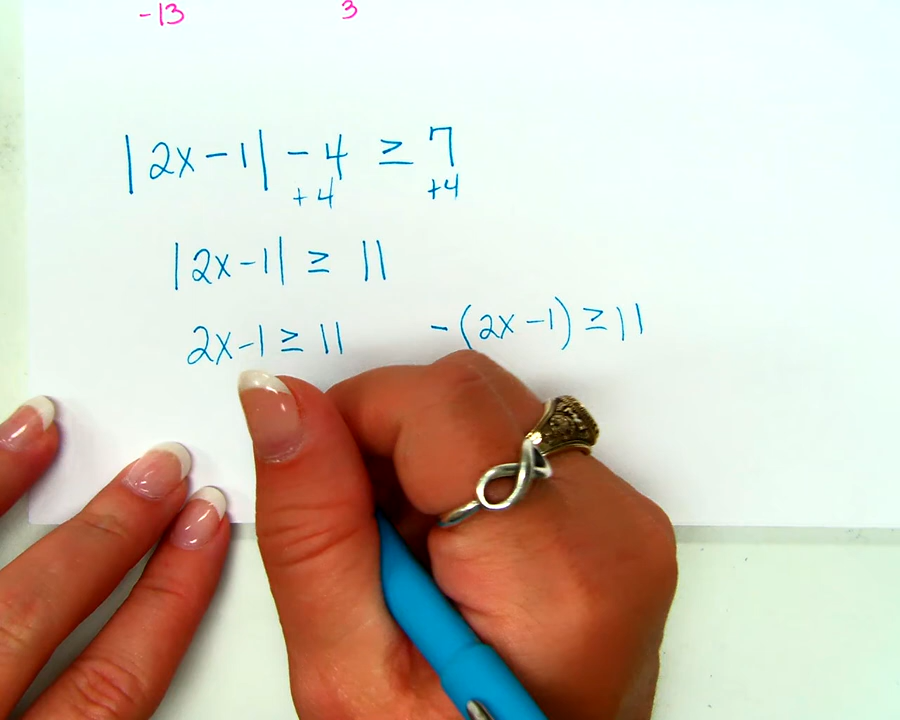 -13 3
|2x-1| - 4 ≥ 7
+4 +4
|2x-1| ≥ 11
2x-1 ≥ 11 -(2x-1) ≥ 11